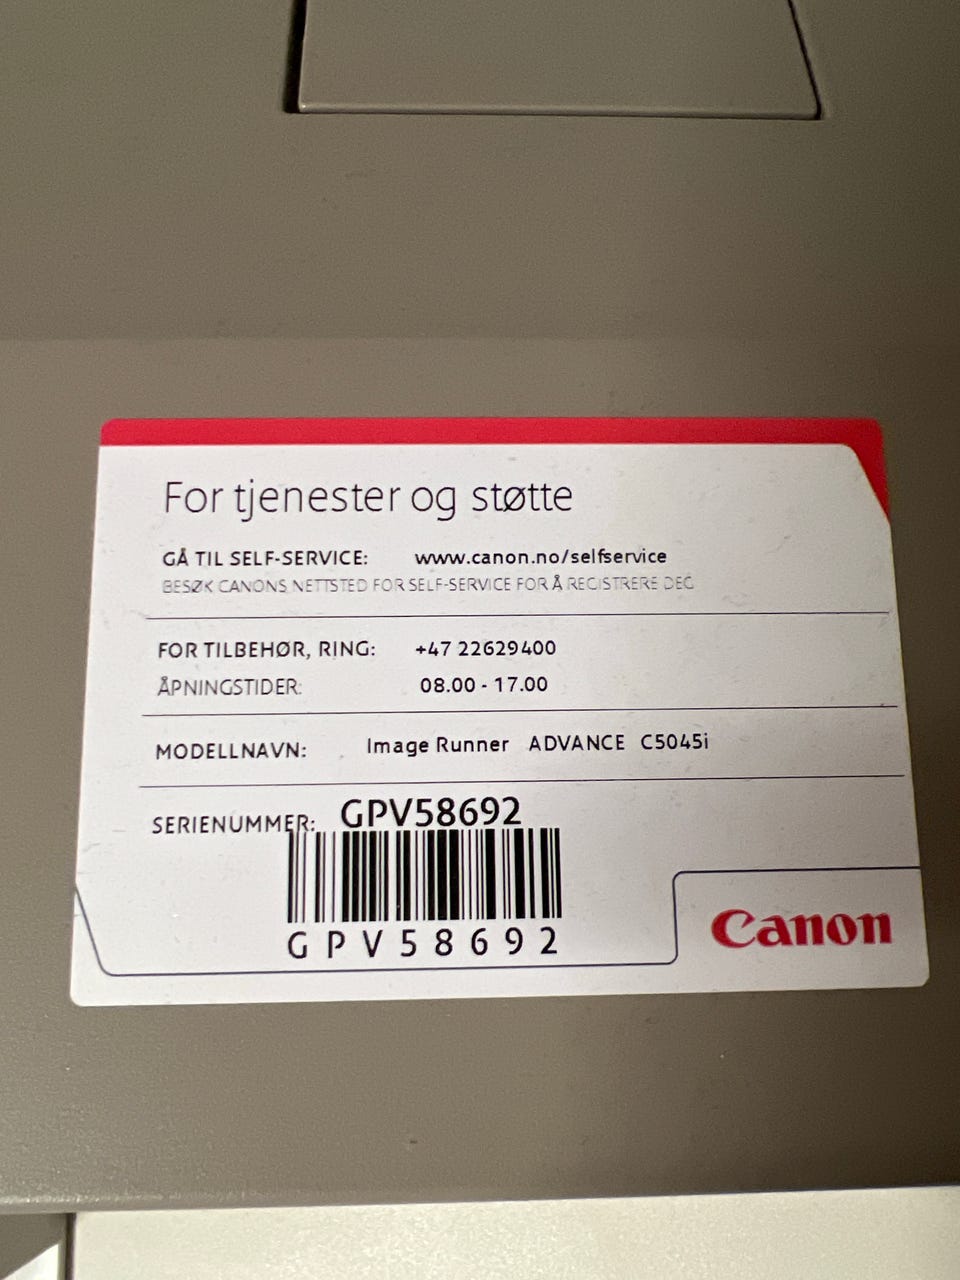 For tjenester og støtte
GÅ TIL SELF-SERVICE: www.canon.no/selfservice
BESØK CANONS NETTSTED FOR SELF-SERVICE FOR Å REGISTRERE DEG
FOR TILBEHØR, RING: +47 22629400
ÅPNINGSTIDER: 08.00 - 17.00
MODELLNAVN: Image Runner ADVANCE C5045i
SERIENUMMER: GPV58692
GPV58692
Canon